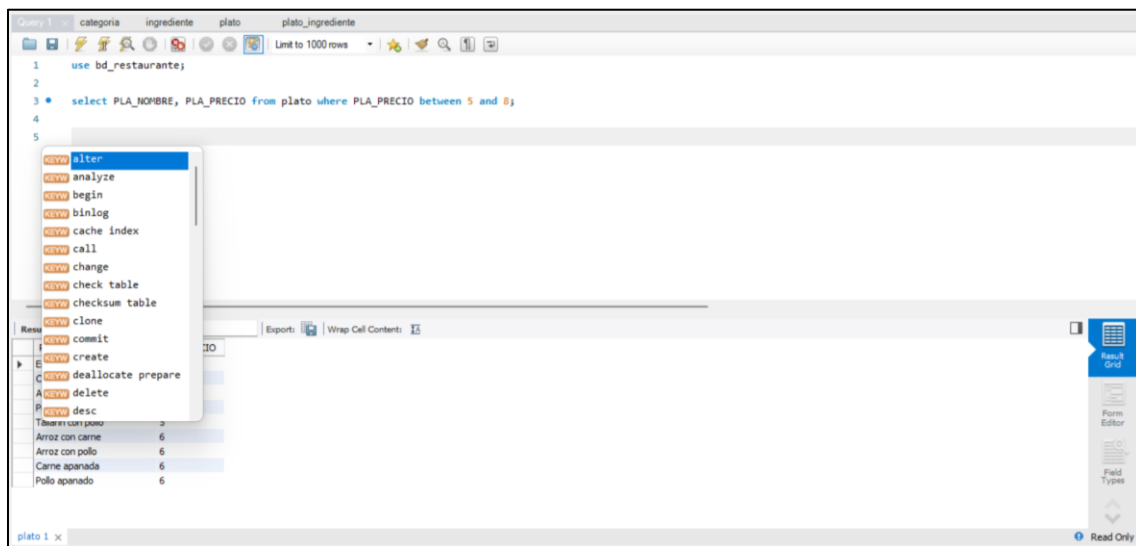 Query 1 × categoria ingrediente plato plato_ingrediente
Limit to 1000 rows
1 use bd_restaurante;
2
3 select PLA_NOMBRE, PLA_PRECIO from plato where PLA_PRECIO between 5 and 8;
4
5
KEYW alter
KEYW analyze
KEYW begin
KEYW binlog
KEYW cache index
KEYW call
KEYW change
KEYW check table
KEYW checksum table
KEYW clone
KEYW commit
KEYW create
KEYW deallocate prepare
KEYW delete
KEYW desc
Resu Export: Wrap Cell Content:
CIO
Tallarin con pollo 5
Arroz con carne 6
Arroz con pollo 6
Carne apanada 6
Pollo apanado 6
Result
Grid
Form
Editor
Field
Types
plato 1 × Read Only